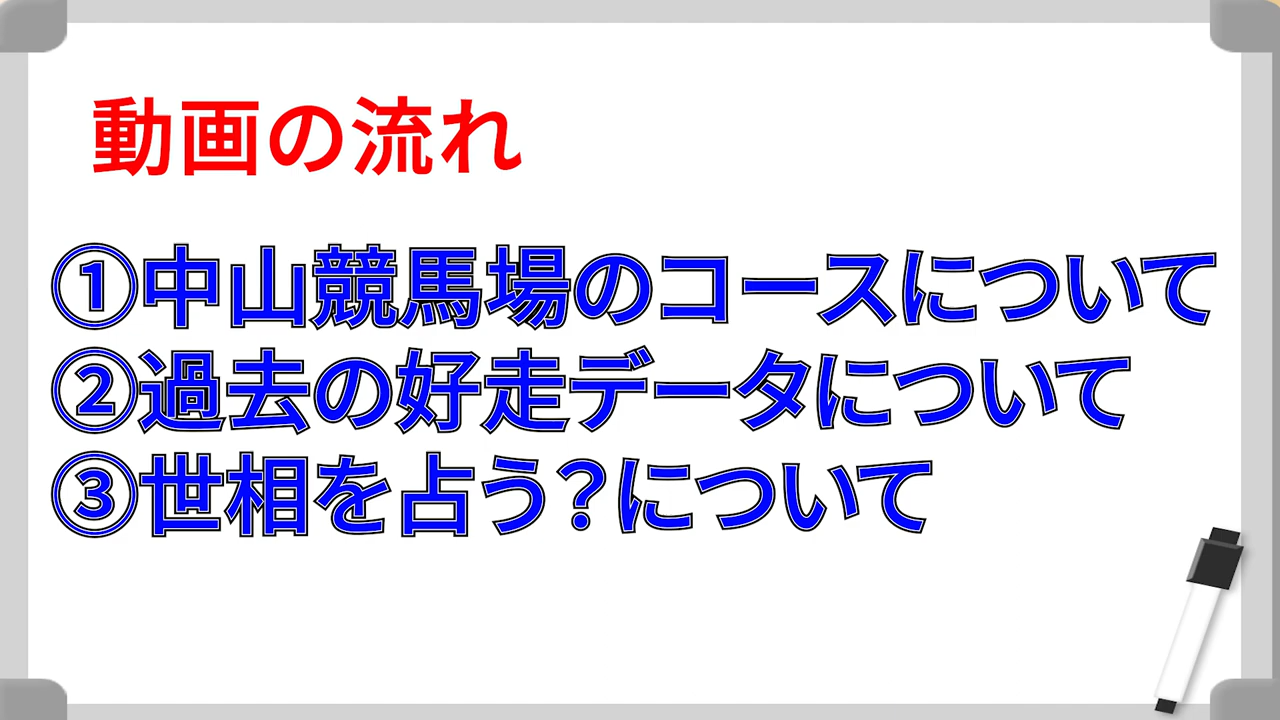 動画の流れ
①中山競馬場のコースについて
②過去の好走データについて
③世相を占う?について